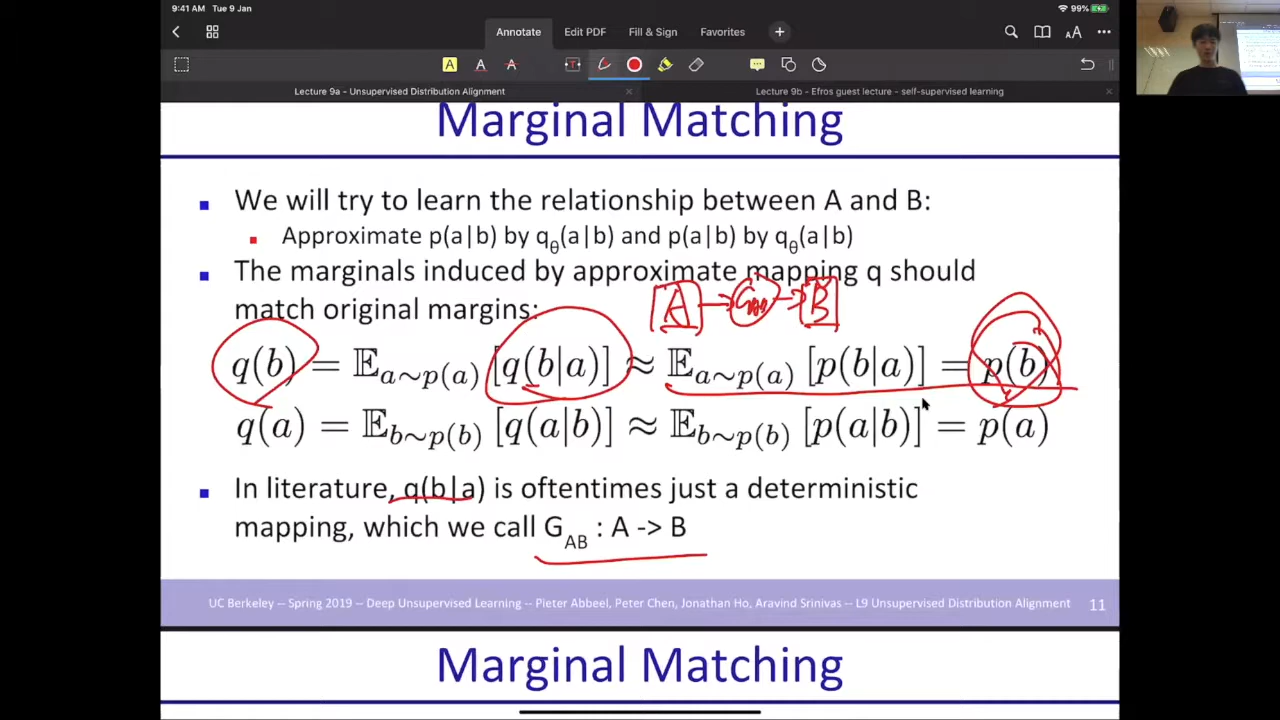 9:41 AM Tue 9 Jan
99%
Annotate Edit PDF Fill & Sign Favorites
Lecture 9a - Unsupervised Distribution Alignment
Lecture 9b - Efros guest lecture - self-supervised learning
Marginal Matching
We will try to learn the relationship between A and B:
Approximate p(a|b) by qθ(a|b) and p(a|b) by qθ(a|b)
The marginals induced by approximate mapping q should
match original margins:
A → GAB → B
q(b) = 𝔼a∼p(a) [q(b|a)] ≈ 𝔼a∼p(a) [p(b|a)] = p(b)
q(a) = 𝔼b∼p(b) [q(a|b)] ≈ 𝔼b∼p(b) [p(a|b)] = p(a)
In literature, q(b|a) is oftentimes just a deterministic
mapping, which we call GAB : A -> B
UC Berkeley -- Spring 2019 -- Deep Unsupervised Learning -- Pieter Abbeel, Peter Chen, Jonathan Ho, Aravind Srinivas -- L9 Unsupervised Distribution Alignment 11
Marginal Matching